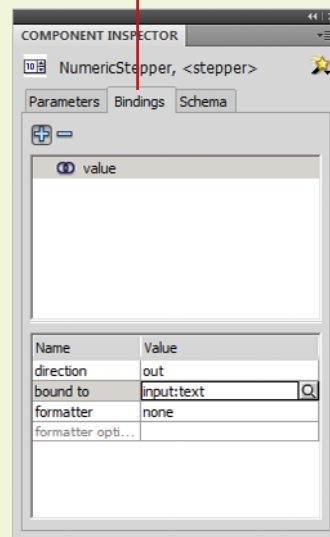 COMPONENT INSPECTOR
NumericStepper, <stepper>
Parameters Bindings Schema
value
Name Value
direction out
bound to input:text
formatter none
formatter opti...